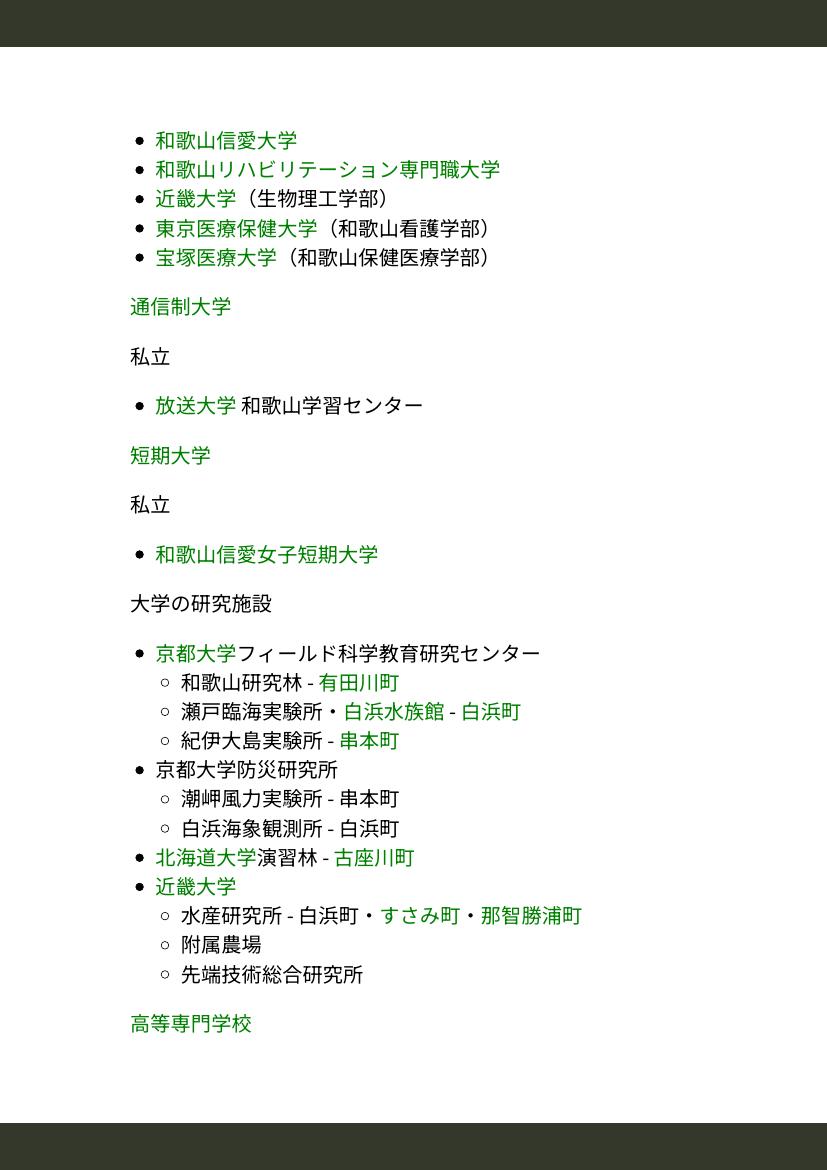 • 和歌山信愛大学
• 和歌山リハビリテーション専門職大学
• 近畿大学（生物理工学部）
• 東京医療保健大学（和歌山看護学部）
• 宝塚医療大学（和歌山保健医療学部）
通信制大学
私立
• 放送大学 和歌山学習センター
短期大学
私立
• 和歌山信愛女子短期大学
大学の研究施設
• 京都大学フィールド科学教育研究センター
◦ 和歌山研究林 - 有田川町
◦ 瀬戸臨海実験所・白浜水族館 - 白浜町
◦ 紀伊大島実験所 - 串本町
• 京都大学防災研究所
◦ 潮岬風力実験所 - 串本町
◦ 白浜海象観測所 - 白浜町
• 北海道大学演習林 - 古座川町
• 近畿大学
◦ 水産研究所 - 白浜町・すさみ町・那智勝浦町
◦ 附属農場
◦ 先端技術総合研究所
高等専門学校